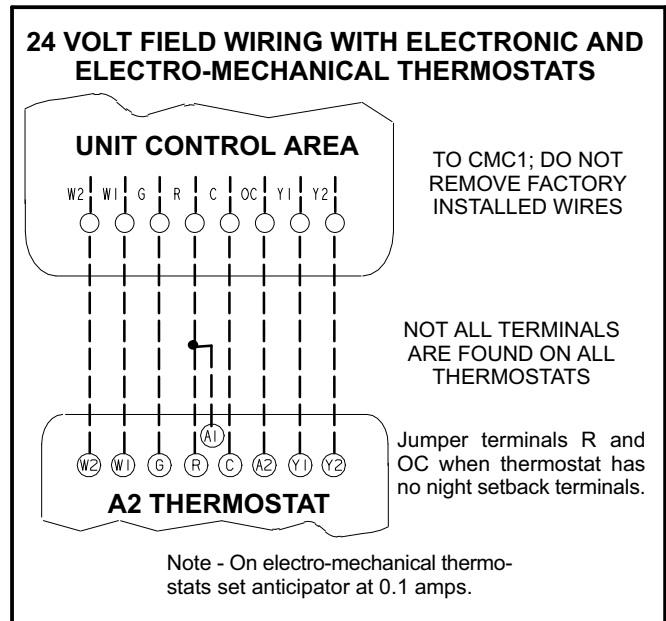 24 VOLT FIELD WIRING WITH ELECTRONIC AND
ELECTRO-MECHANICAL THERMOSTATS
UNIT CONTROL AREA
W2 W1 G R C OC Y1 Y2
TO CMC1; DO NOT
REMOVE FACTORY
INSTALLED WIRES
NOT ALL TERMINALS
ARE FOUND ON ALL
THERMOSTATS
A1
W2 W1 G R C A2 Y1 Y2
A2 THERMOSTAT
Jumper terminals R and
OC when thermostat has
no night setback terminals.
Note - On electro-mechanical thermo-
stats set anticipator at 0.1 amps.